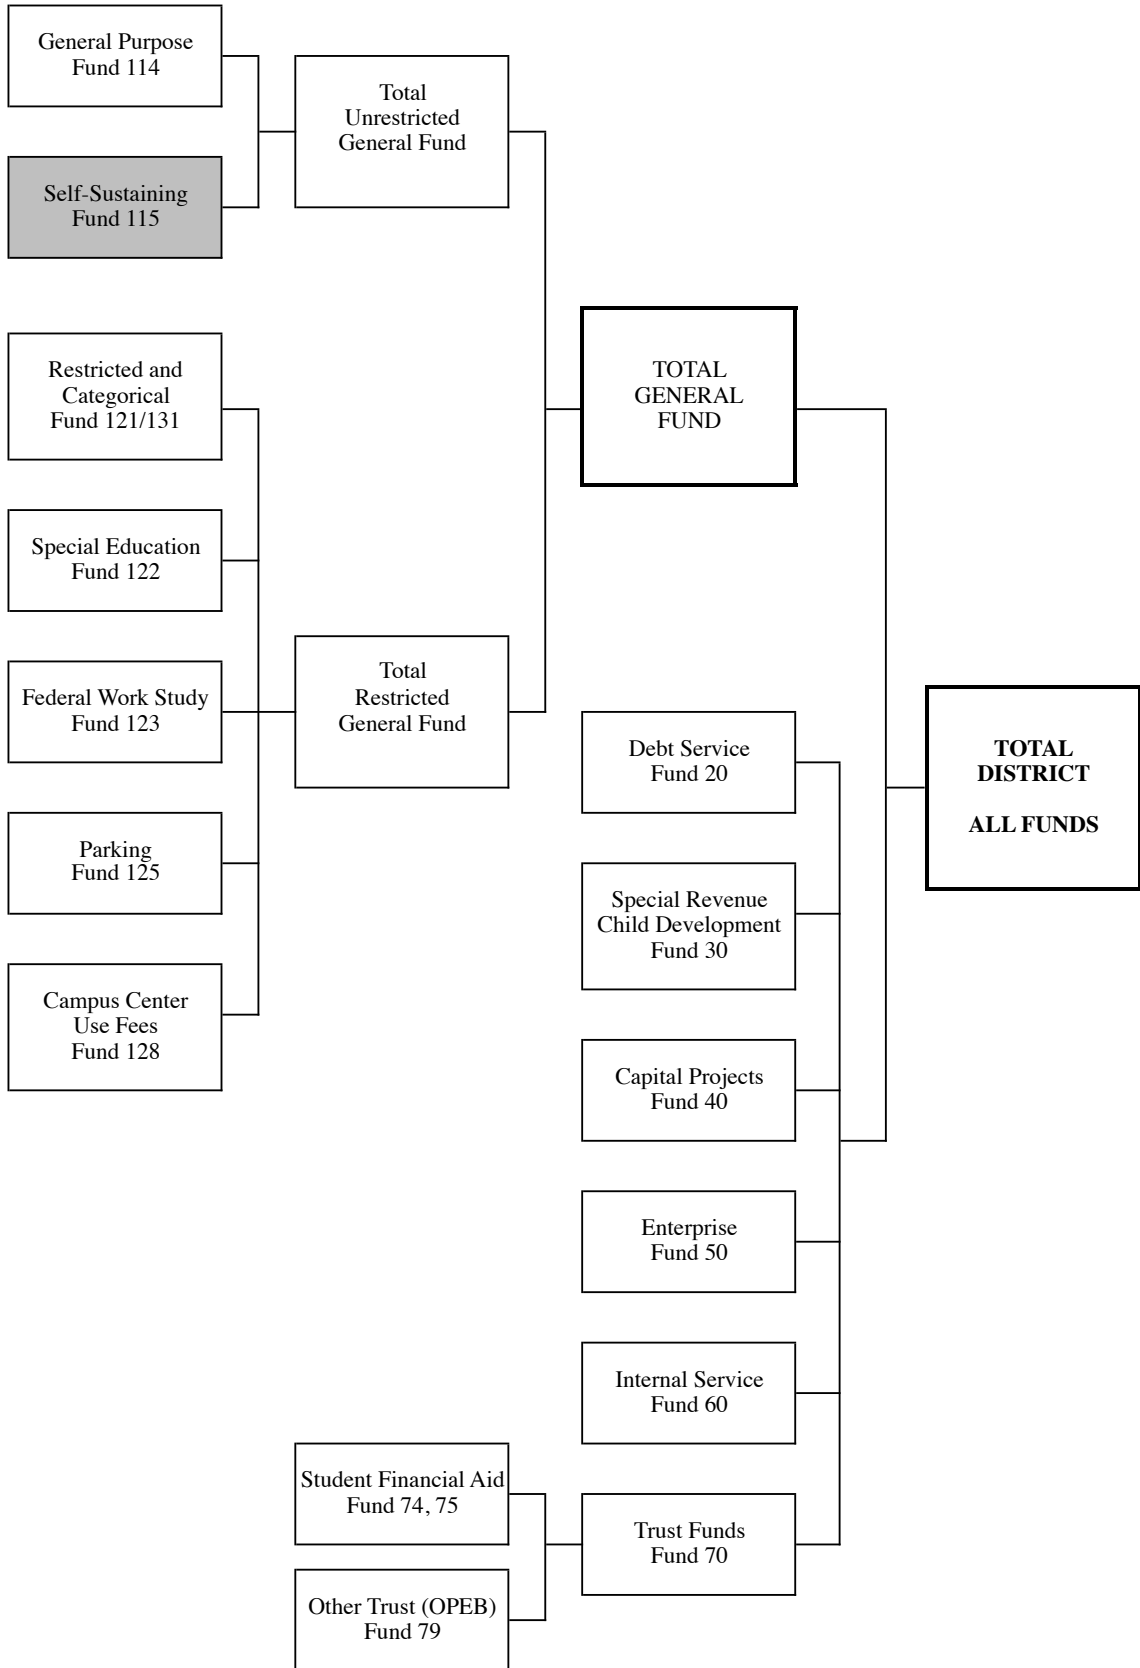 General Purpose
Fund 114
Total
Unrestricted
General Fund
Self-Sustaining
Fund 115
Restricted and
Categorical
Fund 121/131
TOTAL
GENERAL
FUND
Special Education
Fund 122
Federal Work Study
Fund 123
Total
Restricted
General Fund
Debt Service
Fund 20
TOTAL
DISTRICT
ALL FUNDS
Parking
Fund 125
Special Revenue
Child Development
Fund 30
Campus Center
Use Fees
Fund 128
Capital Projects
Fund 40
Enterprise
Fund 50
Internal Service
Fund 60
Student Financial Aid
Fund 74, 75
Trust Funds
Fund 70
Other Trust (OPEB)
Fund 79